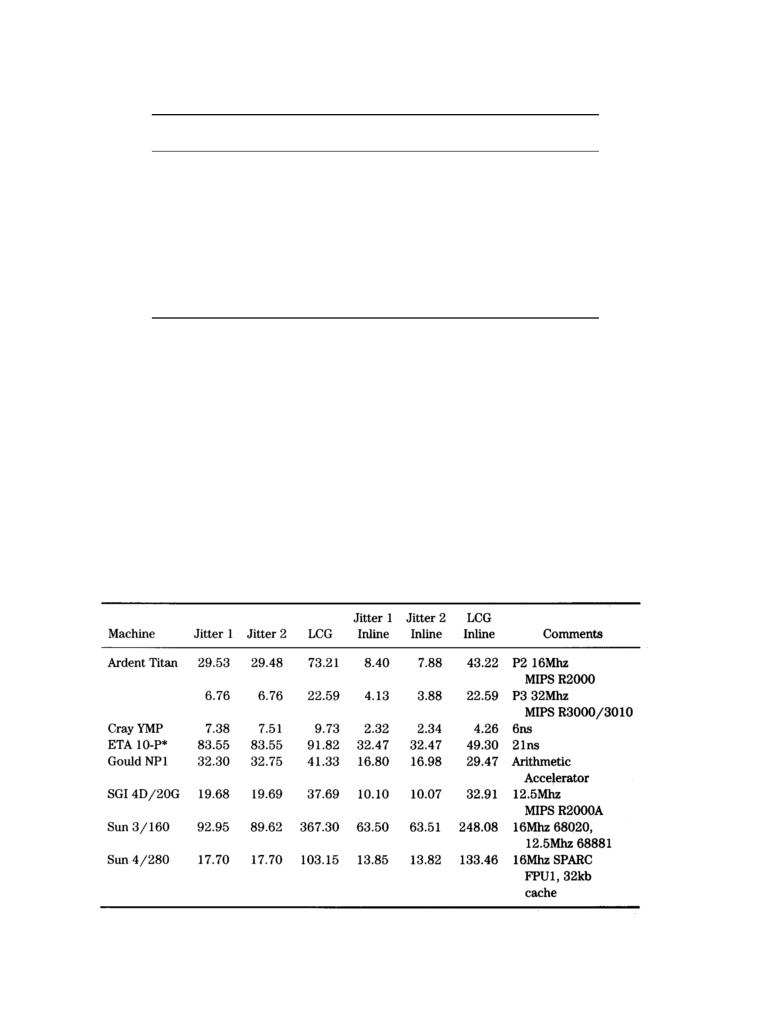 Jitter 1 Jitter 2 LCG
Machine Jitter 1 Jitter 2 LCG Inline Inline Inline Comments
Ardent Titan 29.53 29.48 73.21 8.40 7.88 43.22 P2 16Mhz
MIPS R2000
6.76 6.76 22.59 4.13 3.88 22.59 P3 32Mhz
MIPS R3000/3010
Cray YMP 7.38 7.51 9.73 2.32 2.34 4.26 6ns
ETA 10-P* 83.55 83.55 91.82 32.47 32.47 49.30 21ns
Gould NP1 32.30 32.75 41.33 16.80 16.98 29.47 Arithmetic
Accelerator
SGI 4D/20G 19.68 19.69 37.69 10.10 10.07 32.91 12.5Mhz
MIPS R2000A
Sun 3/160 92.95 89.62 367.30 63.50 63.51 248.08 16Mhz 68020,
12.5Mhz 68881
Sun 4/280 17.70 17.70 103.15 13.85 13.82 133.46 16Mhz SPARC
FPU1, 32kb
cache